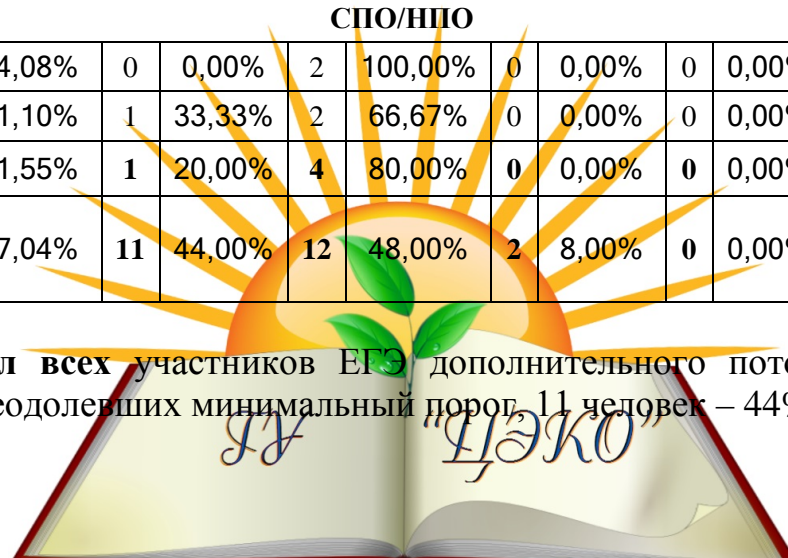 СПО/НПО
4,08% 0 0,00% 2 100,00% 0 0,00% 0 0,00%
1,10% 1 33,33% 2 66,67% 0 0,00% 0 0,00%
1,55% 1 20,00% 4 80,00% 0 0,00% 0 0,00%
7,04% 11 44,00% 12 48,00% 2 8,00% 0 0,00%
всех участников ЕГЭ дополнительного
минимальный порог, 11 человек – 44%
ГУ "ЦЭКО"